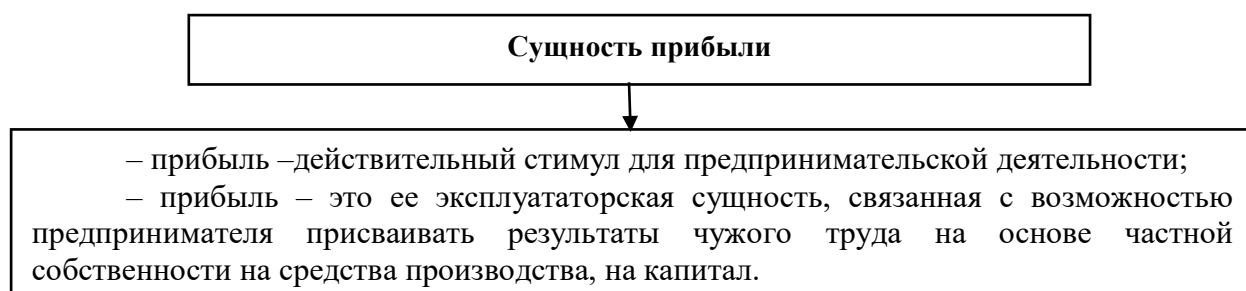 Сущность прибыли
– прибыль –действительный стимул для предпринимательской деятельности;
– прибыль – это ее эксплуататорская сущность, связанная с возможностью
предпринимателя присваивать результаты чужого труда на основе частной
собственности на средства производства, на капитал.